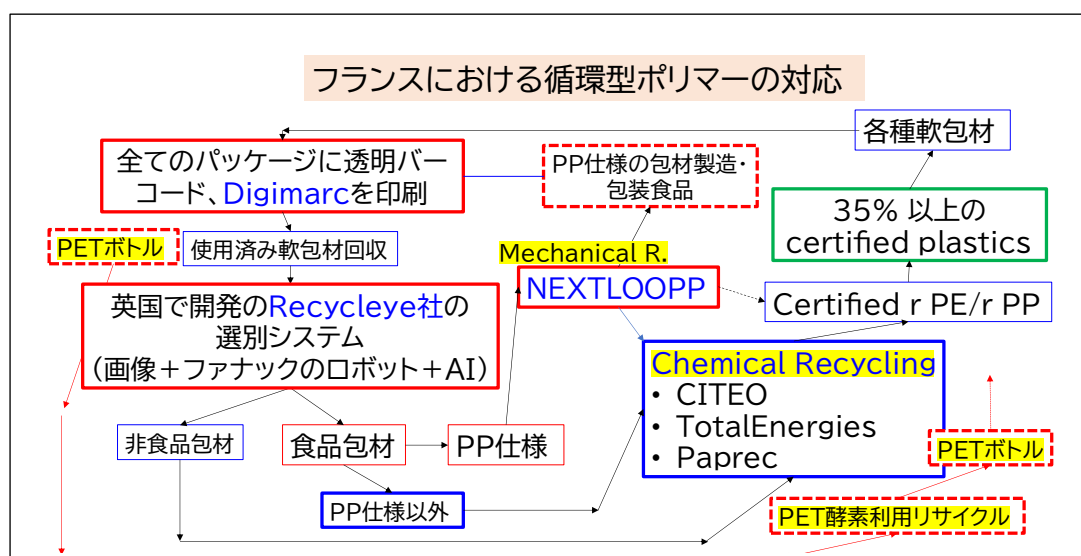 フランスにおける循環型ポリマーの対応
各種軟包材
全てのパッケージに透明バー
コード、Digimarcを印刷
PP仕様の包材製造・
包装食品
35% 以上の
certified plastics
PETボトル
使用済み軟包材回収
Mechanical R.
NEXTLOOPP
Certified r PE/r PP
英国で開発のRecycleye社の
選別システム
（画像＋ファナックのロボット＋AI）
Chemical Recycling
• CITEO
• TotalEnergies
• Paprec
非食品包材
食品包材
PP仕様
PETボトル
PP仕様以外
PET酵素利用リサイクル